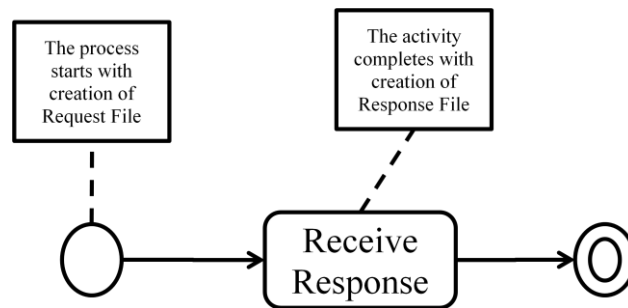 The process
starts with
creation of
Request File
The activity
completes with
creation of
Response File
Receive
Response